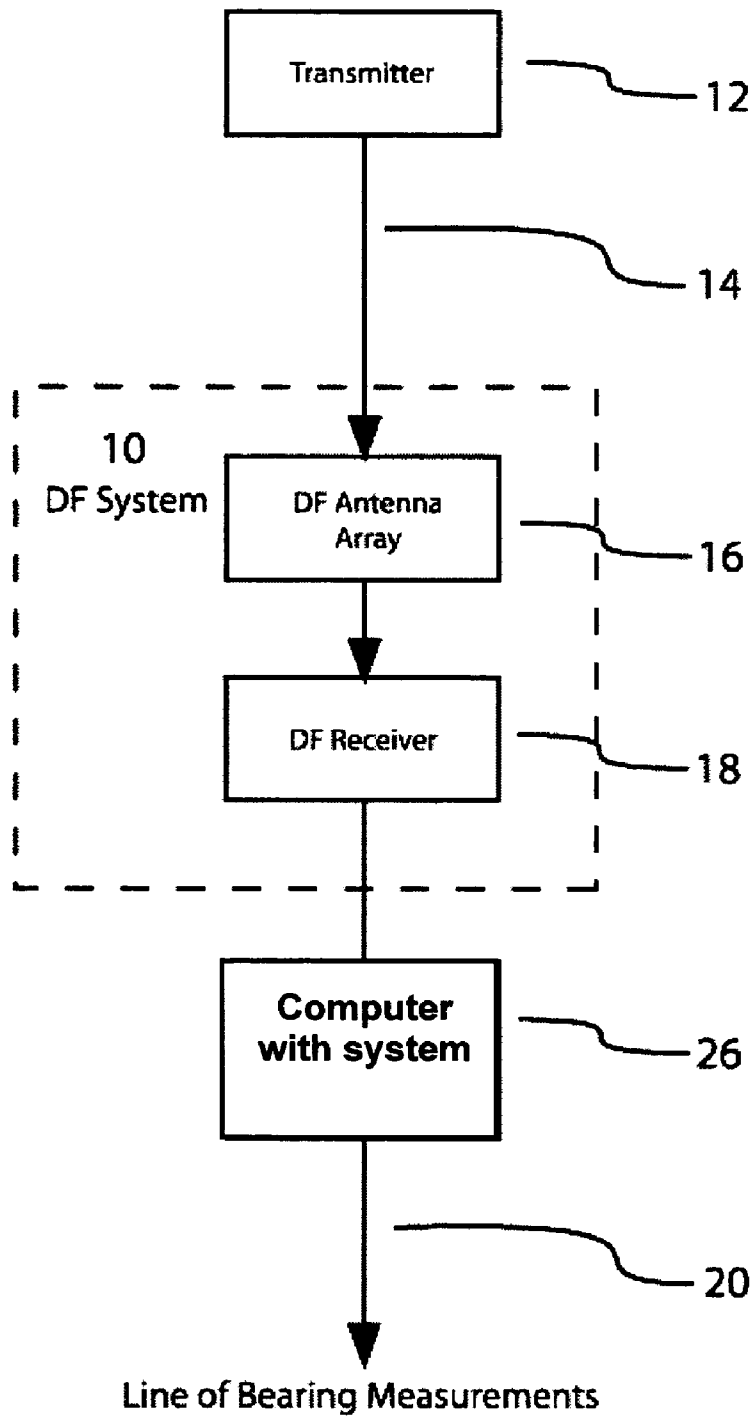 Transmitter
12
14
10
DF System
DF Antenna
Array
16
DF Receiver
18
Computer
with system
26
20
Line of Bearing Measurements